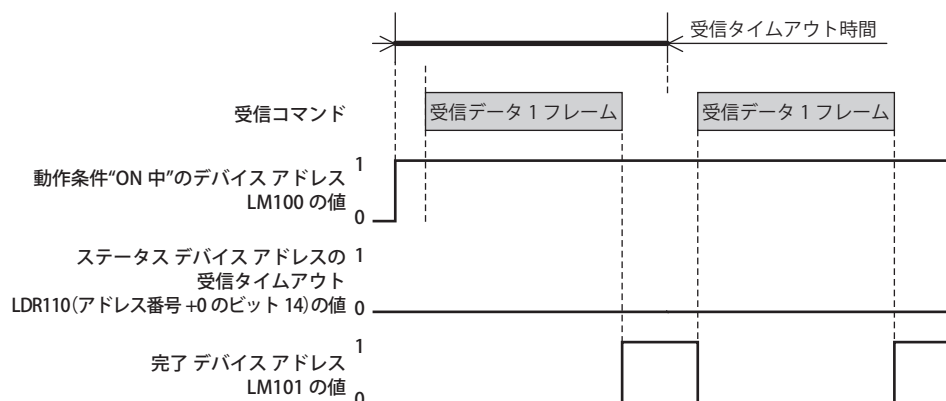 受信タイムアウト時間
受信コマンド
受信データ 1 フレーム
受信データ 1 フレーム
動作条件“ON 中”のデバイス アドレス
LM100 の値
1
0
ステータス デバイス アドレスの
受信タイムアウト
LDR110(アドレス番号 +0 のビット 14)の値
1
0
完了 デバイス アドレス
LM101 の値
1
0